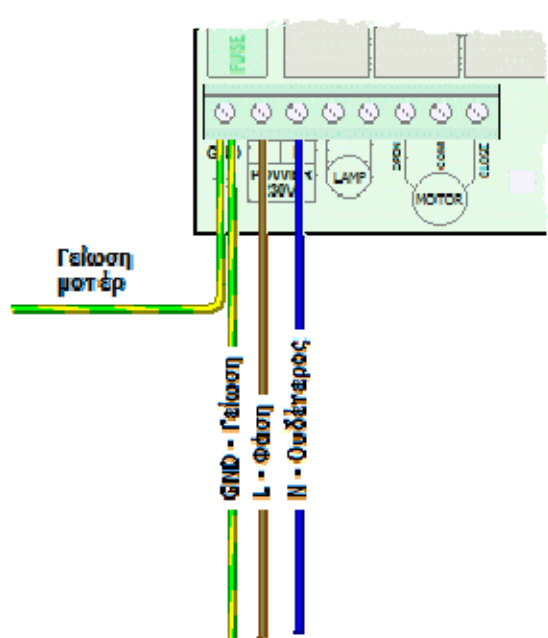 FUSE
GND
POWER
230V
LAMP
OPEN
COM
CLOSE
MOTOR
Γείωση
μοτέρ
GND - Γείωση
L - Φάση
N - Ουδέτερος